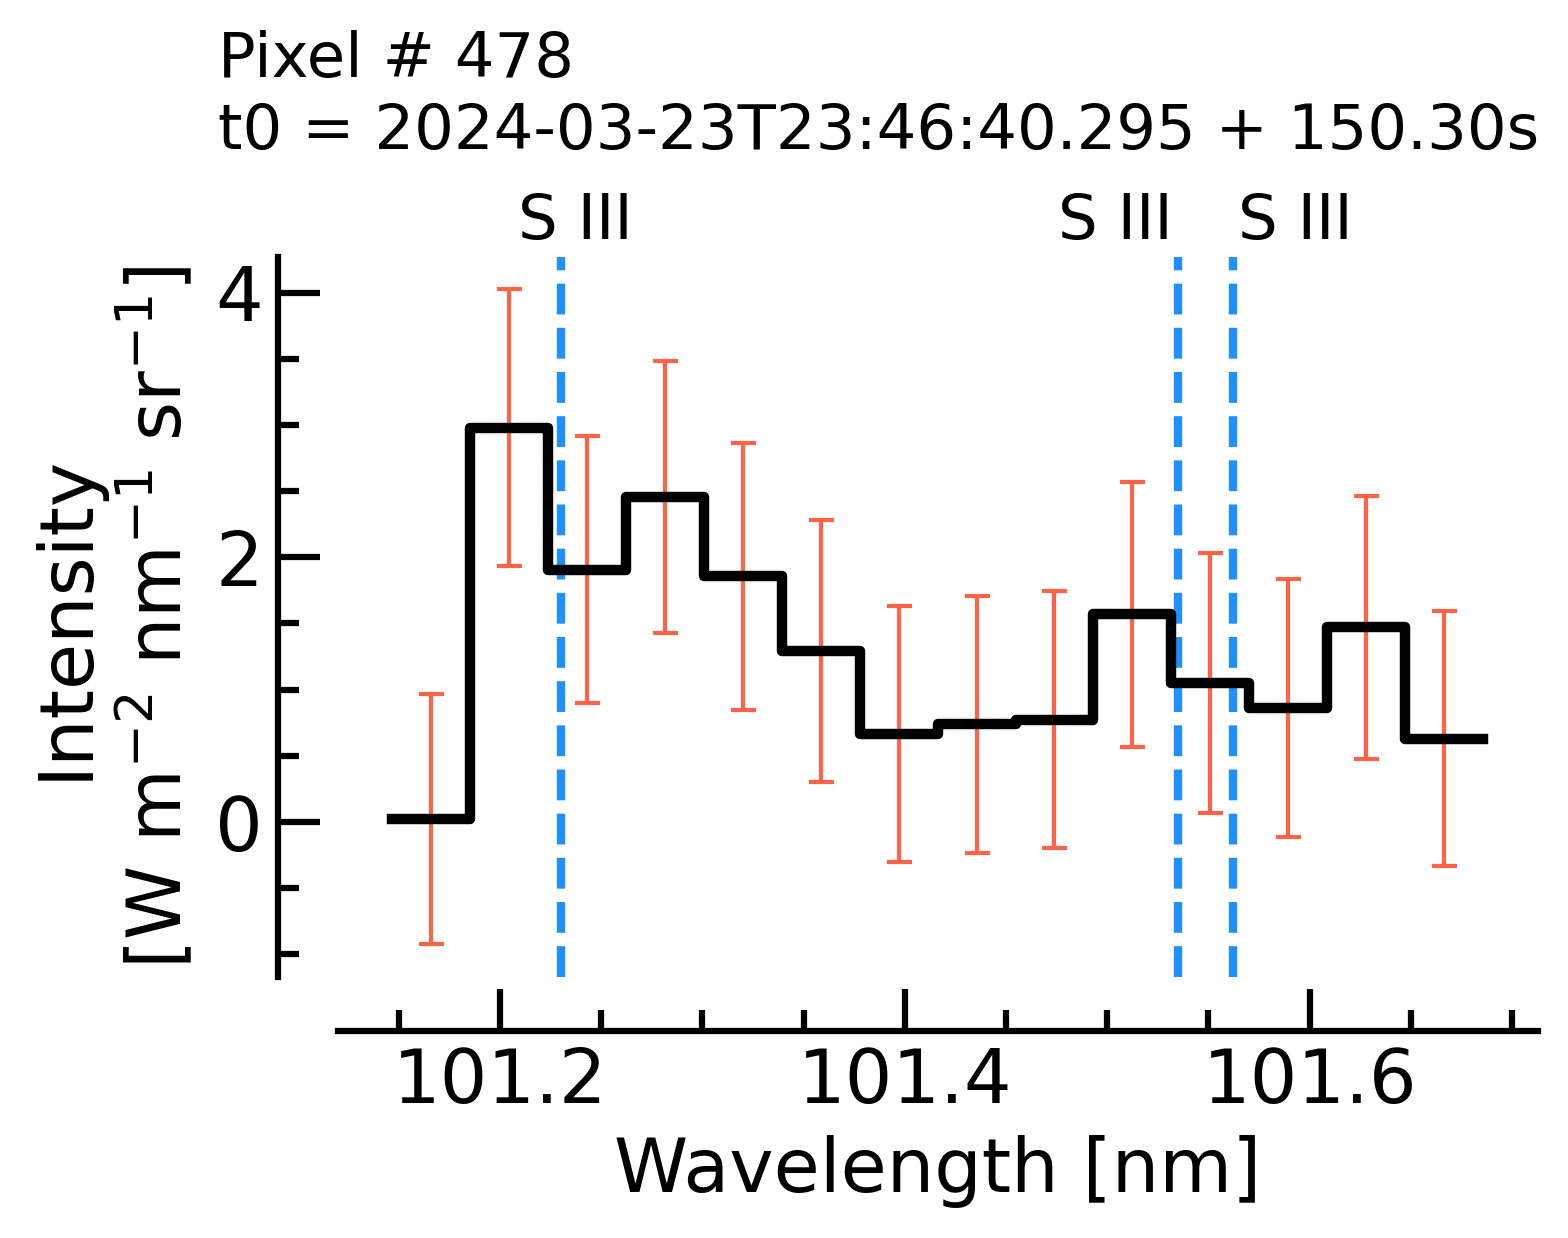 Pixel # 478
t0 = 2024-03-23T23:46:40.295 + 150.30s
S III S III S III
Intensity
[W m⁻² nm⁻¹ sr⁻¹]
4
2
0
101.2 101.4 101.6
Wavelength [nm]